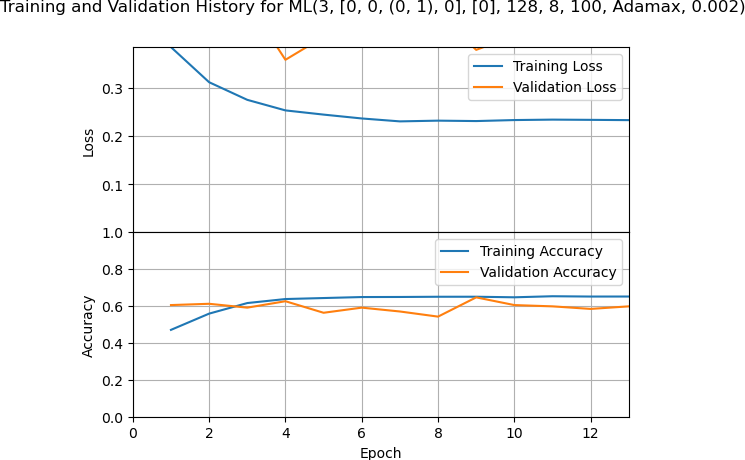 Training and Validation History for ML(3, [0, 0, (0, 1), 0], [0], 128, 8, 100, Adamax, 0.002)
Training Loss
Validation Loss
0.3
0.2
0.1
Loss
Training Accuracy
Validation Accuracy
1.0
0.8
0.6
0.4
0.2
0.0
Accuracy
0 2 4 6 8 10 12
Epoch